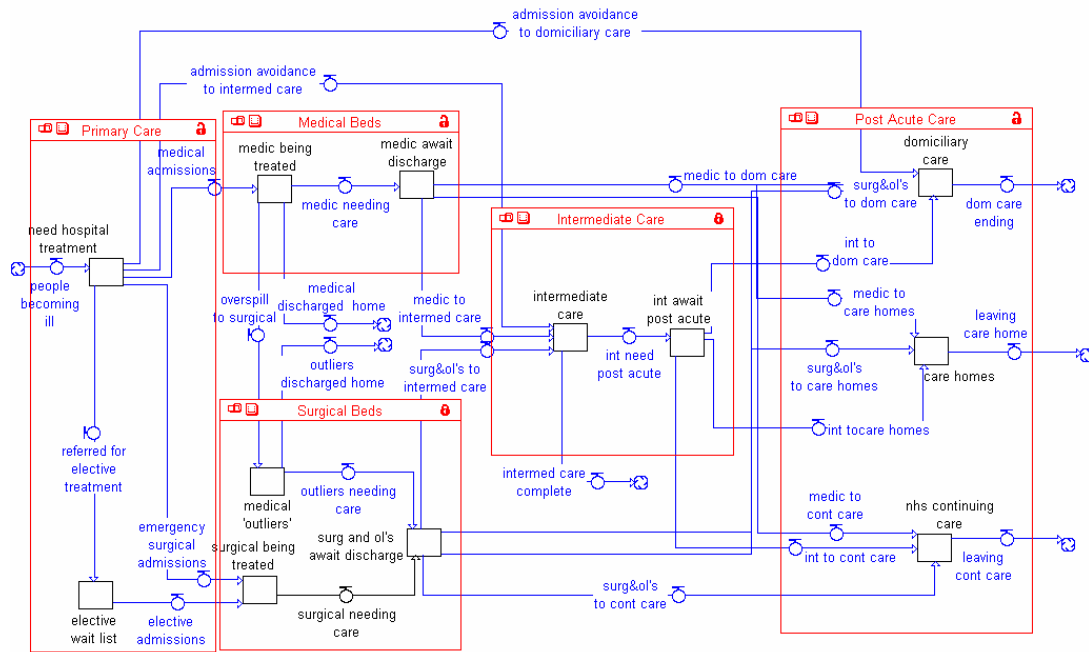 admission avoidance
to domiciliary care
admission avoidance
to intermed care
Primary Care
Medical Beds
Post Acute Care
medical
admissions
medic being
treated
medic await
discharge
domiciliary
care
medic to dom care
surg&ol's
to dom care
dom care
ending
medic needing
care
Intermediate Care
need hospital
treatment
people
becoming
ill
int to
dom care
overspill
to surgical
medical
discharged home
medic to
intermed care
intermediate
care
int await
post acute
medic to
care homes
leaving
care home
outliers
discharged home
surg&ol's to
intermed care
int need
post acute
surg&ol's
to care homes
care homes
Surgical Beds
int tocare homes
referred for
elective
treatment
intermed care
complete
medical
'outliers'
outliers needing
care
medic to
cont care
nhs continuing
care
emergency
surgical
admissions
surgical being
treated
surg and ol's
await discharge
int to cont care
leaving
cont care
surg&ol's
to cont care
elective
wait list
elective
admissions
surgical needing
care